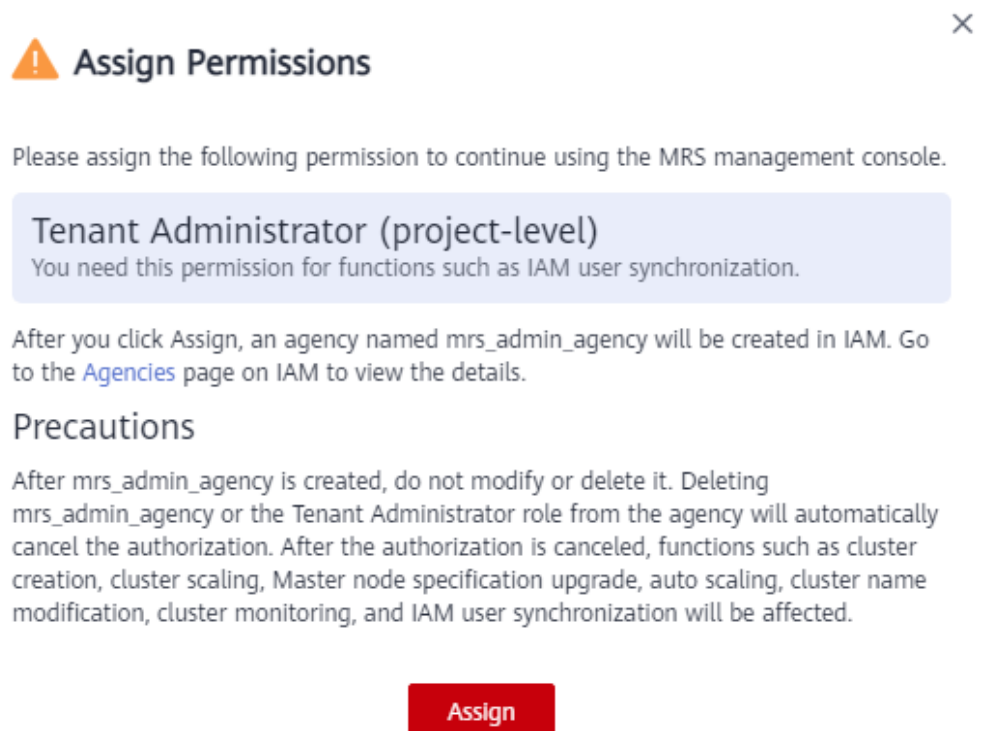 Assign Permissions
Please assign the following permission to continue using the MRS management console.
Tenant Administrator (project-level)
You need this permission for functions such as IAM user synchronization.
After you click Assign, an agency named mrs_admin_agency will be created in IAM. Go
to the Agencies page on IAM to view the details.
Precautions
After mrs_admin_agency is created, do not modify or delete it. Deleting
mrs_admin_agency or the Tenant Administrator role from the agency will automatically
cancel the authorization. After the authorization is canceled, functions such as cluster
creation, cluster scaling, Master node specification upgrade, auto scaling, cluster name
modification, cluster monitoring, and IAM user synchronization will be affected.
Assign